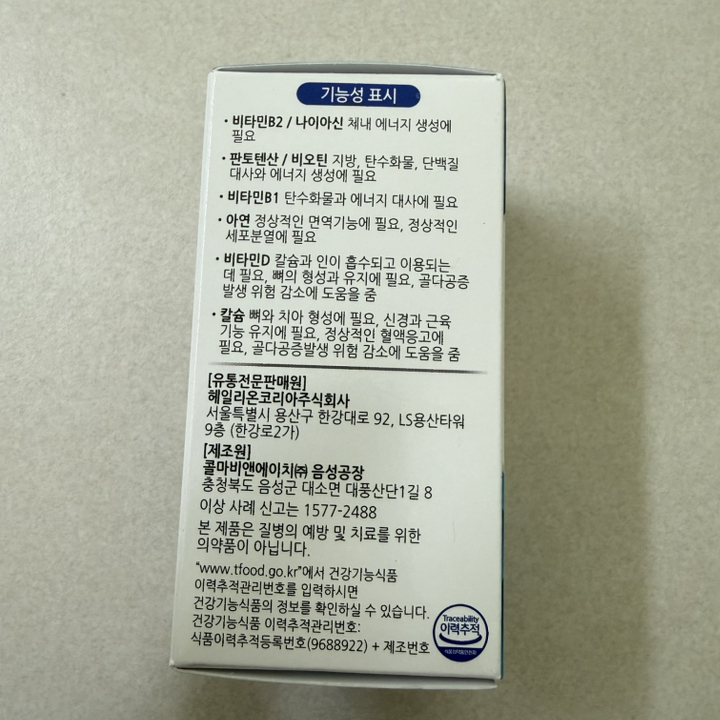 기능성 표시
• 비타민B2 / 나이아신 체내 에너지 생성에
필요
• 판토텐산 / 비오틴 지방, 탄수화물, 단백질
대사와 에너지 생성에 필요
• 비타민B1 탄수화물과 에너지 대사에 필요
• 아연 정상적인 면역기능에 필요, 정상적인
세포분열에 필요
• 비타민D 칼슘과 인이 흡수되고 이용되는
데 필요, 뼈의 형성과 유지에 필요, 골다공증
발생 위험 감소에 도움을 줌
• 칼슘 뼈와 치아 형성에 필요, 신경과 근육
기능 유지에 필요, 정상적인 혈액응고에
필요, 골다공증발생 위험 감소에 도움을 줌
[유통전문판매원]
헤일리온코리아주식회사
서울특별시 용산구 한강대로 92, LS용산타워
9층 (한강로2가)
[제조원]
콜마비앤에이치㈜ 음성공장
충청북도 음성군 대소면 대풍산단1길 8
이상 사례 신고는 1577-2488
본 제품은 질병의 예방 및 치료를 위한
의약품이 아닙니다.
"www.tfood.go.kr"에서 건강기능식품
이력추적관리번호를 입력하시면
건강기능식품의 정보를 확인하실 수 있습니다.
건강기능식품 이력추적관리번호:
식품이력추적등록번호(9688922) + 제조번호
Traceability
이력추적
식품의약품안전처